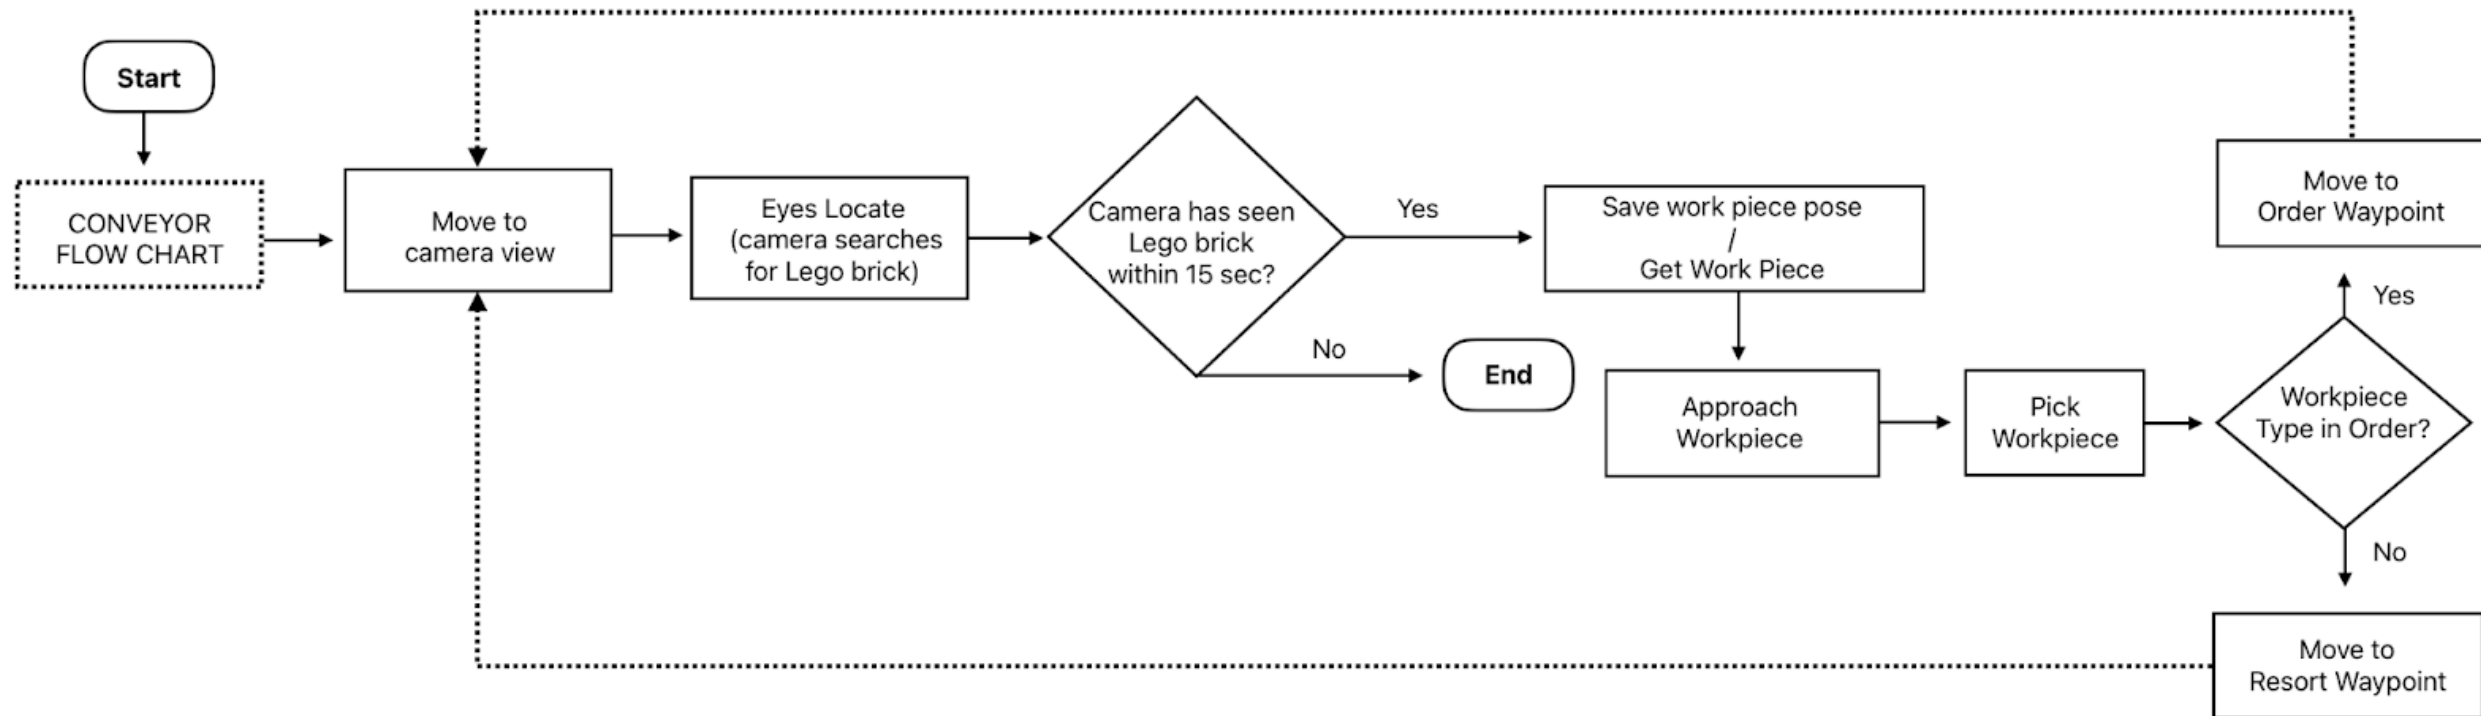 Start
CONVEYOR
FLOW CHART
Move to
camera view
Eyes Locate
(camera searches
for Lego brick)
Camera has seen
Lego brick
within 15 sec?
Yes
No
End
Save work piece pose
/
Get Work Piece
Approach
Workpiece
Pick
Workpiece
Workpiece
Type in Order?
Yes
Move to
Order Waypoint
No
Move to
Resort Waypoint